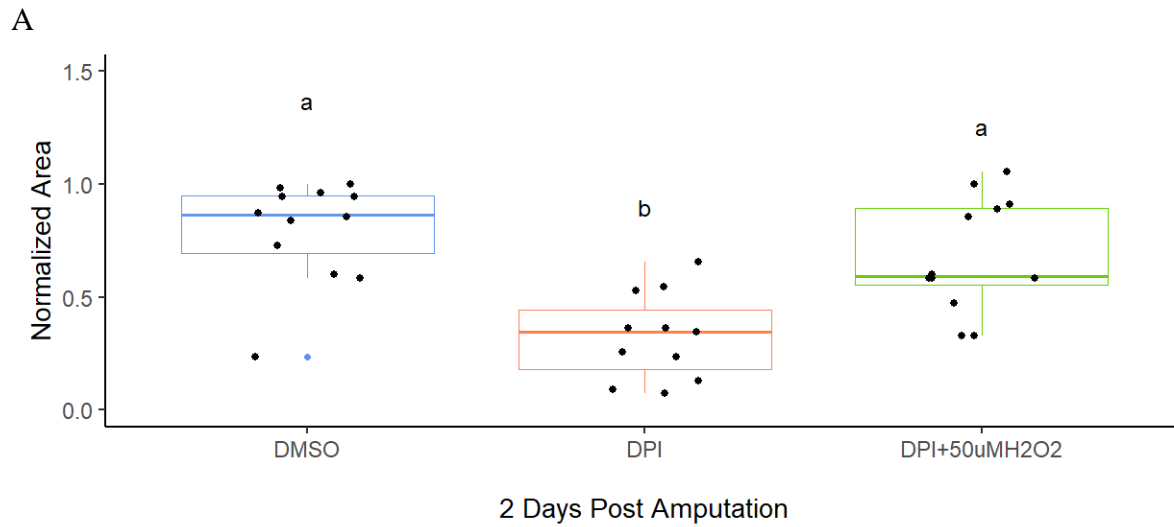 A
1.5
1.0
0.5
0.0
Normalized Area
a
b
a
DMSO DPI DPI+50uMH2O2
2 Days Post Amputation